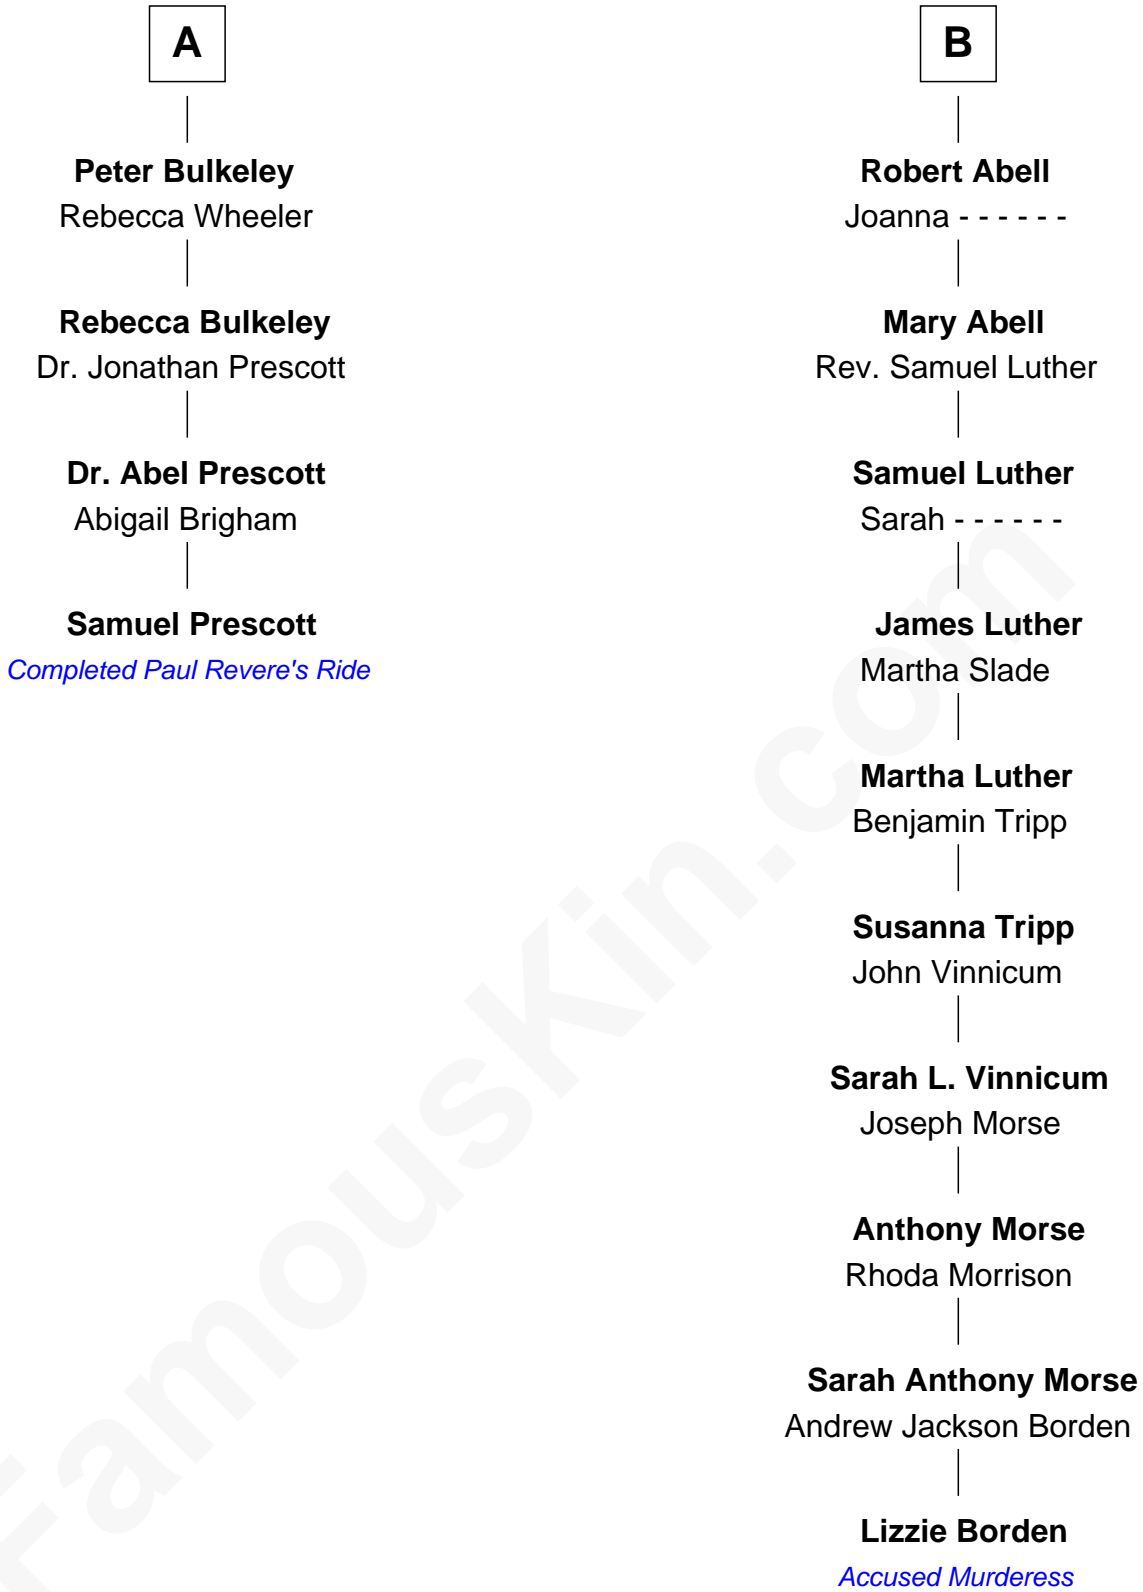 A
Peter Bulkeley
Rebecca Wheeler
Rebecca Bulkeley
Dr. Jonathan Prescott
Dr. Abel Prescott
Abigail Brigham
Samuel Prescott
Completed Paul Revere's Ride
B
Robert Abell
Joanna - - - - - -
Mary Abell
Rev. Samuel Luther
Samuel Luther
Sarah - - - - - -
James Luther
Martha Slade
Martha Luther
Benjamin Tripp
Susanna Tripp
John Vinnicum
Sarah L. Vinnicum
Joseph Morse
Anthony Morse
Rhoda Morrison
Sarah Anthony Morse
Andrew Jackson Borden
Lizzie Borden
Accused Murderess
FamousKin.com